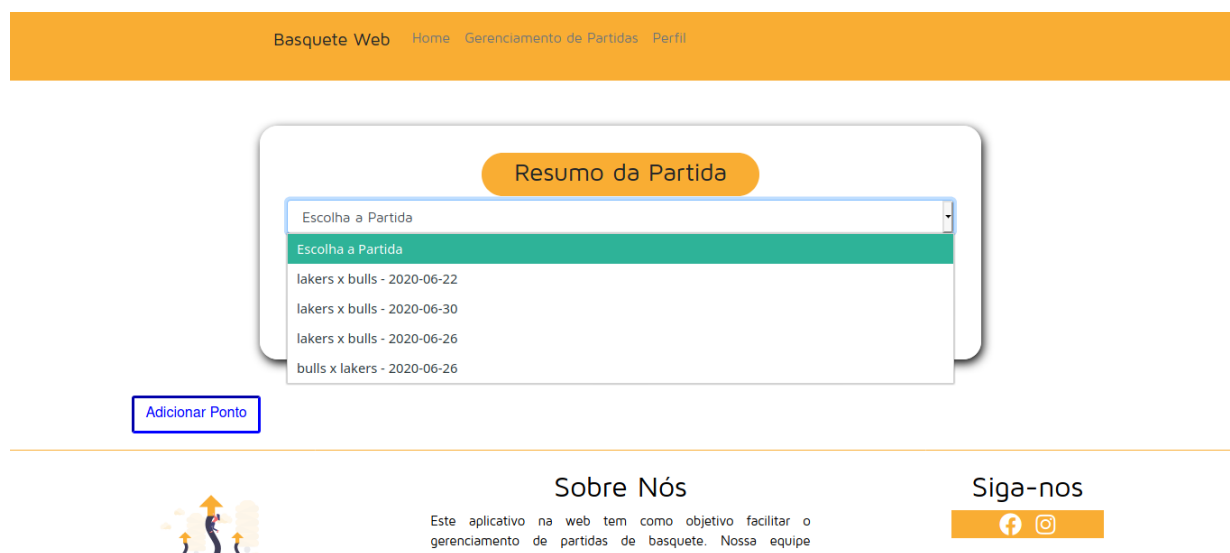 Basquete Web Home Gerenciamento de Partidas Perfil
Resumo da Partida
Escolha a Partida
Escolha a Partida
lakers x bulls - 2020-06-22
lakers x bulls - 2020-06-30
lakers x bulls - 2020-06-26
bulls x lakers - 2020-06-26
Adicionar Ponto
Sobre Nós
Este aplicativo na web tem como objetivo facilitar o
gerenciamento de partidas de basquete. Nossa equipe
Siga-nos